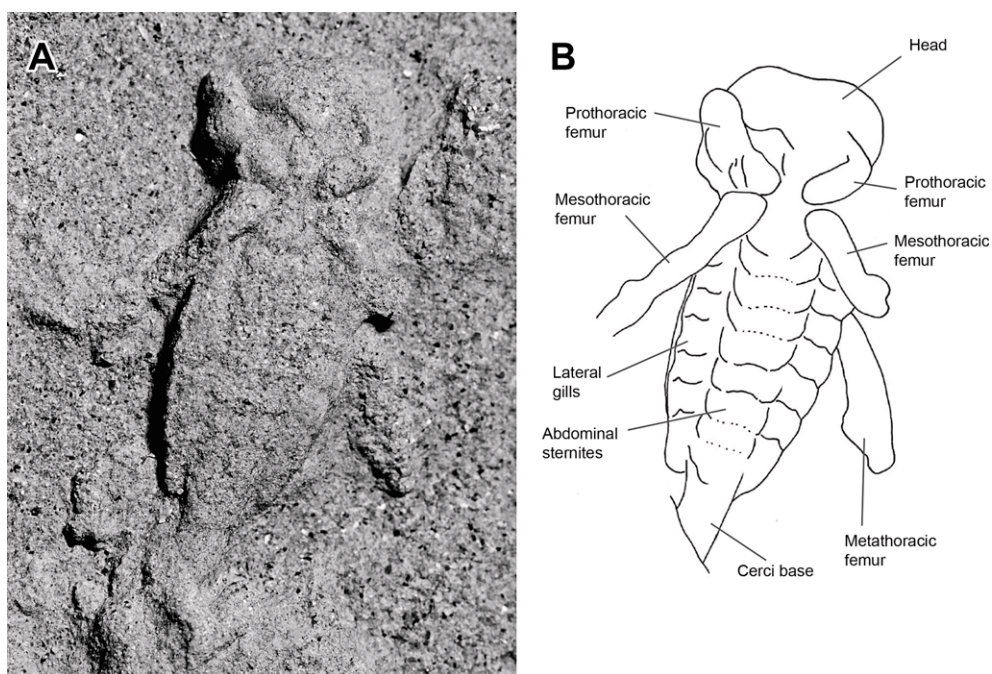 A
B
Head
Prothoracic
femur
Prothoracic
femur
Mesothoracic
femur
Mesothoracic
femur
Lateral
gills
Abdominal
sternites
Metathoracic
femur
Cerci base